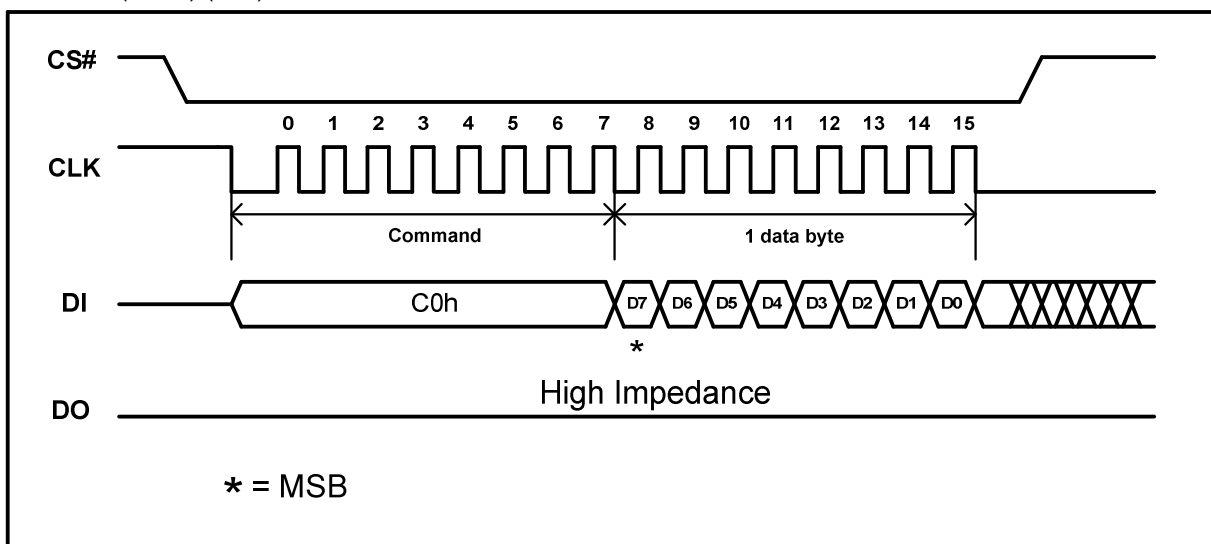 CS#
0 1 2 3 4 5 6 7 8 9 10 11 12 13 14 15
CLK
Command 1 data byte
DI C0h D7 D6 D5 D4 D3 D2 D1 D0
*
High Impedance
DO
* = MSB